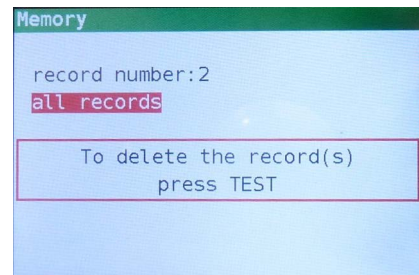 Memory
record number:2
all records
To delete the record(s)
press TEST